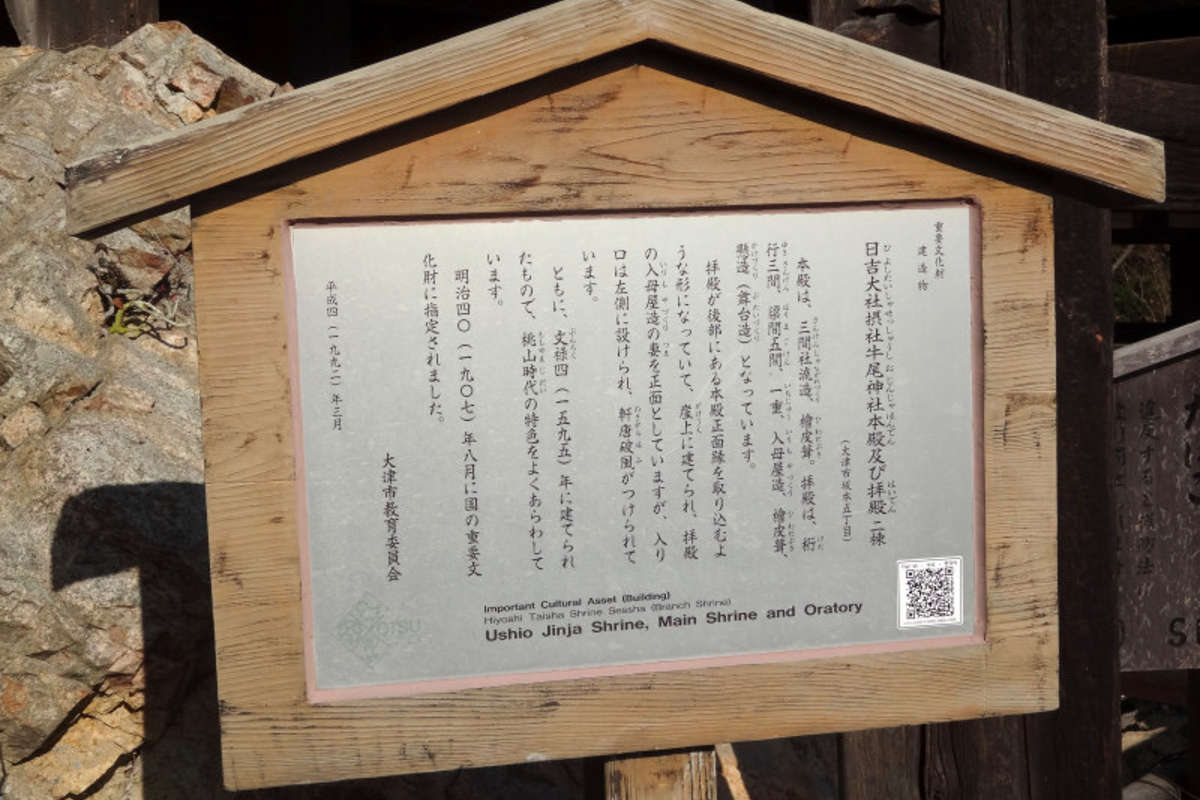 重要文化財
建造物
日吉大社摂社牛尾神社本殿及び拝殿 二棟
(大津市坂本五丁目)
本殿は、三間社流造、檜皮葺。拝殿は、桁
行三間、梁間五間、一重、入母屋造、檜皮葺、
懸造(舞台造)となっています。
拝殿が後部にある本殿正面縁を取り込むよ
うな形になっていて、崖上に建てられ、拝殿
の入母屋造の妻を正面としていますが、入り
口は左側に設けられ、軒唐破風がつけられて
います。
ともに、文禄四(一五九五)年に建てられ
たもので、桃山時代の特色をよくあらわして
います。
明治四〇(一九〇七)年八月に国の重要文
化財に指定されました。
大津市教育委員会
平成四(一九九二)年三月
Important Cultural Asset (Building)
Hiyoshi Taisha Shrine Sessha (Branch Shrine)
Ushio Jinja Shrine, Main Shrine and Oratory